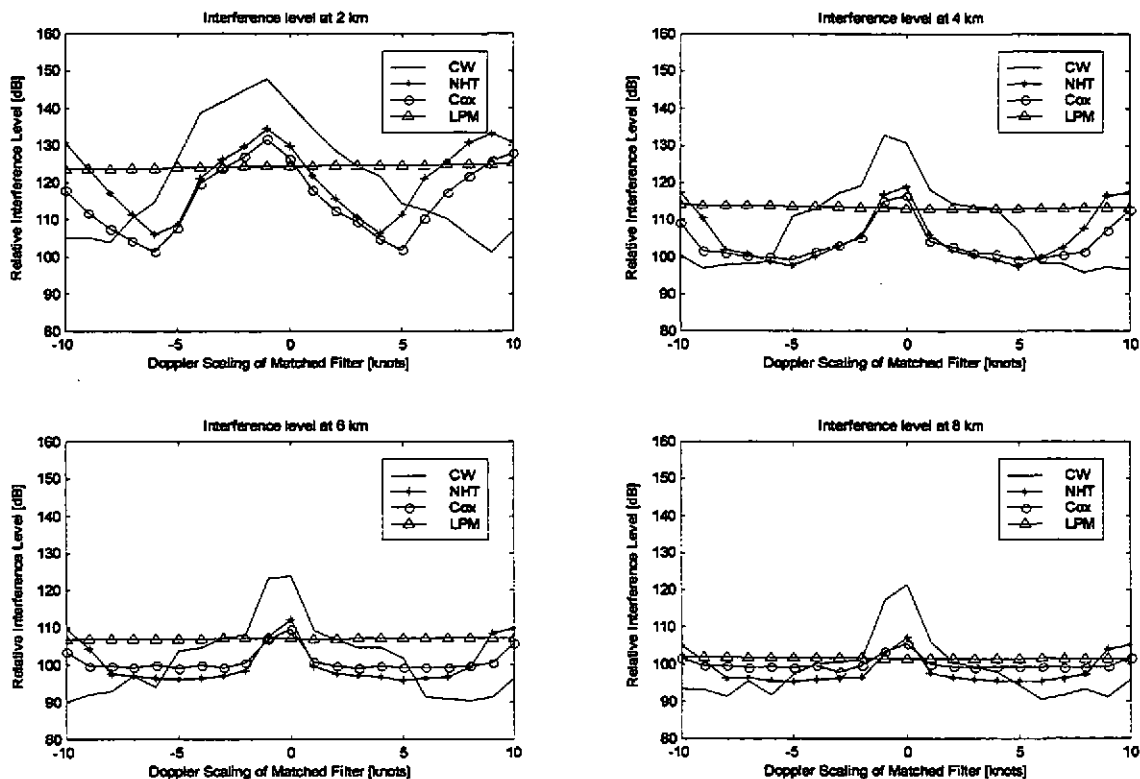 Interference level at 2 km
160
150
140
130
120
110
100
90
80
-10
-5
0
5
10
Relative Interference Level [dB]
Doppler Scaling of Matched Filter [knots]
CW
NHT
Cox
LPM
Interference level at 4 km
160
150
140
130
120
110
100
90
80
-10
-5
0
5
10
Relative Interference Level [dB]
Doppler Scaling of Matched Filter [knots]
CW
NHT
Cox
LPM
Interference level at 6 km
160
150
140
130
120
110
100
90
80
-10
-5
0
5
10
Relative Interference Level [dB]
Doppler Scaling of Matched Filter [knots]
CW
NHT
Cox
LPM
Interference level at 8 km
160
150
140
130
120
110
100
90
80
-10
-5
0
5
10
Relative Interference Level [dB]
Doppler Scaling of Matched Filter [knots]
CW
NHT
Cox
LPM